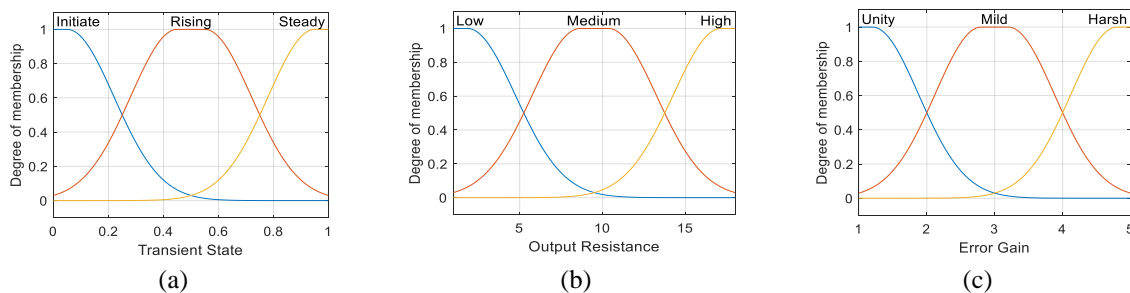 Initiate Rising Steady
1
0.8
0.6
0.4
0.2
0
Degree of membership
0 0.2 0.4 0.6 0.8 1
Transient State
(a)
Low Medium High
1
0.8
0.6
0.4
0.2
0
Degree of membership
5 10 15
Output Resistance
(b)
Unity Mild Harsh
1
0.8
0.6
0.4
0.2
0
Degree of membership
1 2 3 4 5
Error Gain
(c)